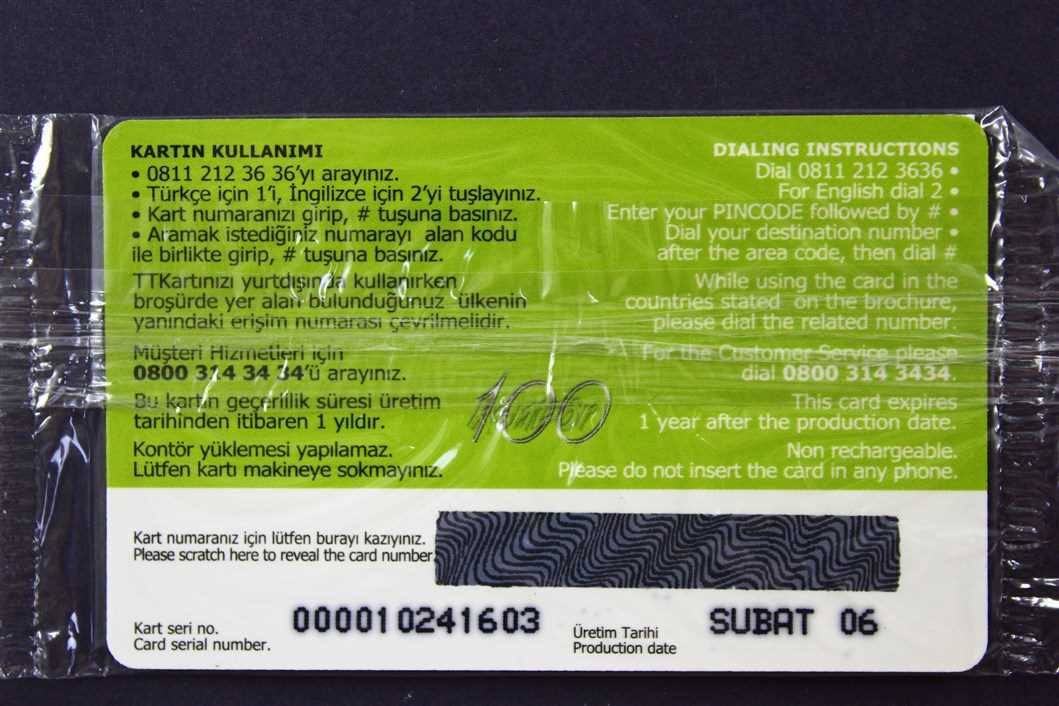 KARTIN KULLANIMI
• 0811 212 36 36’yı arayınız.
• Türkçe için 1’i, İngilizce için 2’yi tuşlayınız.
• Kart numaranızı girip, # tuşuna basınız.
• Aramak istediğiniz numarayı alan kodu
ile birlikte girip, # tuşuna basınız.
TTKartınızı yurtdışında kullanırken
broşürde yer alan bulunduğunuz ülkenin
yanındaki erişim numarası çevrilmelidir.
Müşteri Hizmetleri için
0800 314 34 34’ü arayınız.
Bu kartın geçerlilik süresi üretim
tarihinden itibaren 1 yıldır.
Kontör yüklemesi yapılamaz.
Lütfen kartı makineye sokmayınız.
DIALING INSTRUCTIONS
Dial 0811 212 3636 •
For English dial 2 •
Enter your PINCODE followed by # •
Dial your destination number •
after the area code, then dial #
While using the card in the
countries stated on the brochure,
please dial the related number.
For the Customer Service please
dial 0800 314 3434.
This card expires
1 year after the production date.
Non rechargeable.
Please do not insert the card in any phone.
100
kontör
Kart numaranız için lütfen burayı kazıyınız.
Please scratch here to reveal the card number.
Kart seri no.
Card serial number.
000010241603
Üretim Tarihi
Production date
SUBAT 06